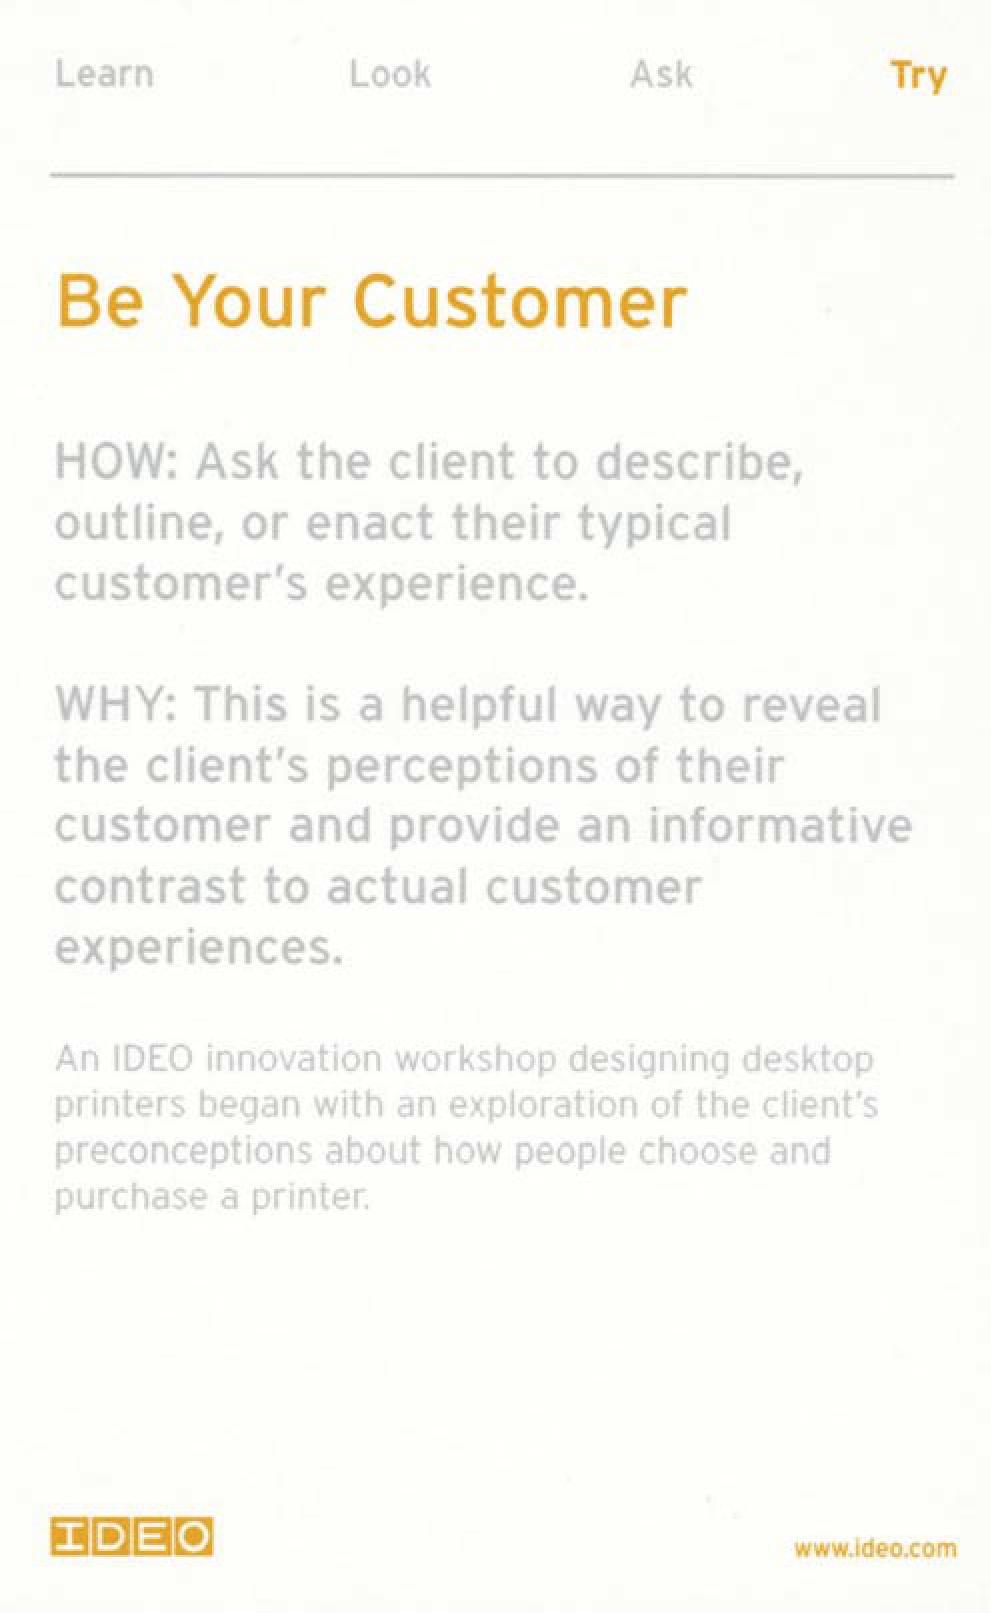 Learn Look Ask Try
Be Your Customer
HOW: Ask the client to describe,
outline, or enact their typical
customer's experience.
WHY: This is a helpful way to reveal
the client's perceptions of their
customer and provide an informative
contrast to actual customer
experiences.
An IDEO innovation workshop designing desktop
printers began with an exploration of the client's
preconceptions about how people choose and
purchase a printer.
IDEO www.ideo.com